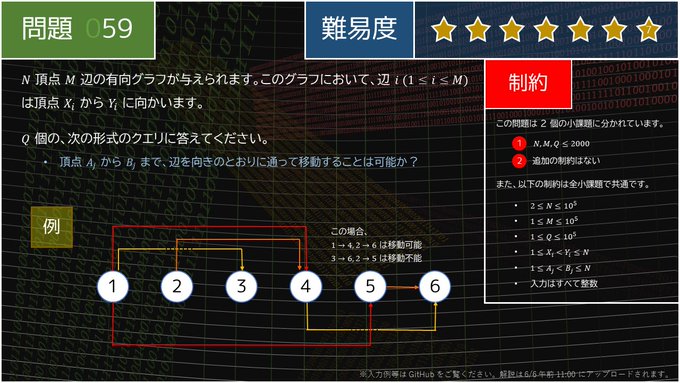 問題 059
難易度
7
N 頂点 M 辺の有向グラフが与えられます。このグラフにおいて、辺 i (1 ≤ i ≤ M)
は頂点 Xi から Yi に向かいます。
Q 個の、次の形式のクエリに答えてください。
• 頂点 Aj から Bj まで、辺を向きのとおりに通って移動することは可能か？
制約
この問題は 2 個の小課題に分かれています。
1 N, M, Q ≤ 2000
2 追加の制約はない
また、以下の制約は全小課題で共通です。
• 2 ≤ N ≤ 10^5
• 1 ≤ M ≤ 10^5
• 1 ≤ Q ≤ 10^5
• 1 ≤ Xi < Yi ≤ N
• 1 ≤ Aj < Bj ≤ N
• 入力はすべて整数
例
この場合、
1 → 4, 2 → 6 は移動可能
3 → 6, 2 → 5 は移動不能
1 2 3 4 5 6
※入力例等は GitHub をご覧ください。解説は 6/6 午前 11:00 にアップロードされます。